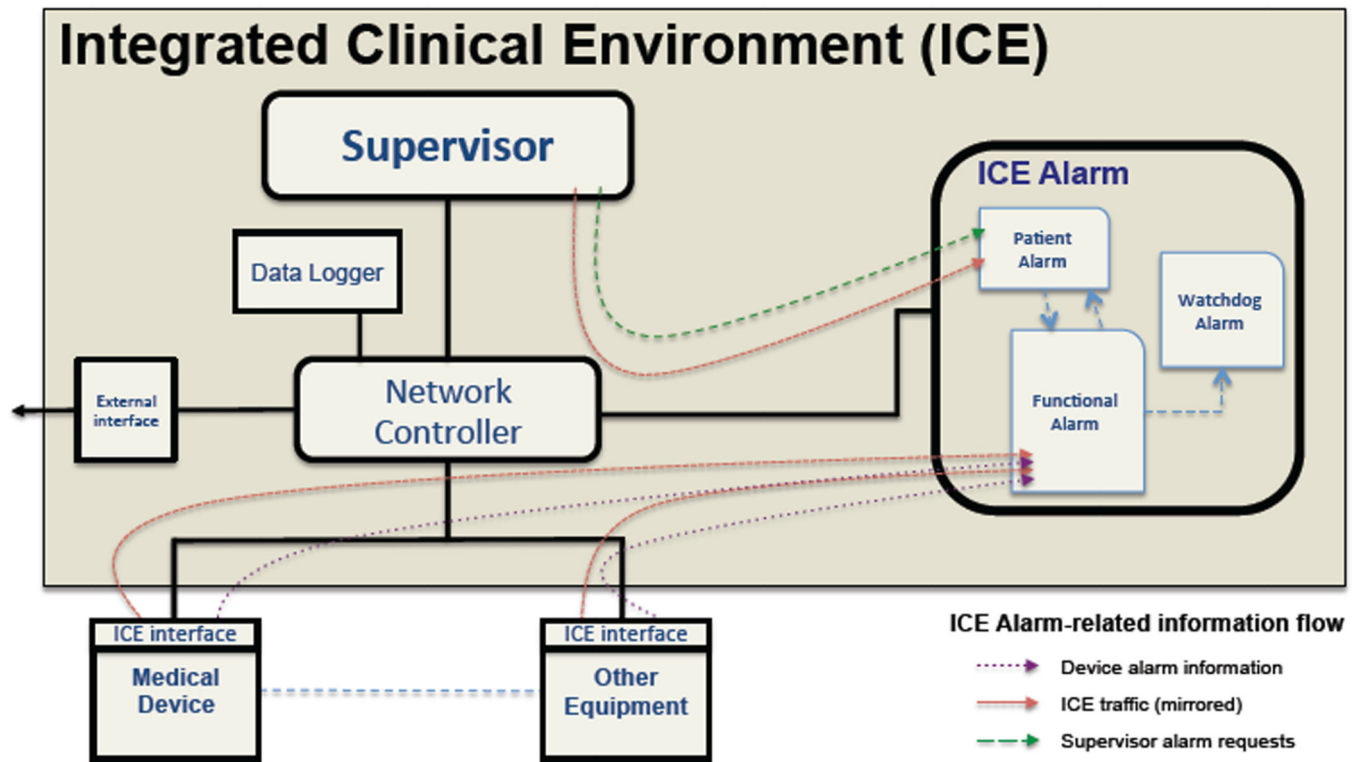 Integrated Clinical Environment (ICE)
Supervisor
ICE Alarm
Patient
Alarm
Data Logger
Watchdog
Alarm
External
interface
Network
Controller
Functional
Alarm
ICE interface
Medical
Device
ICE interface
Other
Equipment
ICE Alarm-related information flow
Device alarm information
ICE traffic (mirrored)
Supervisor alarm requests